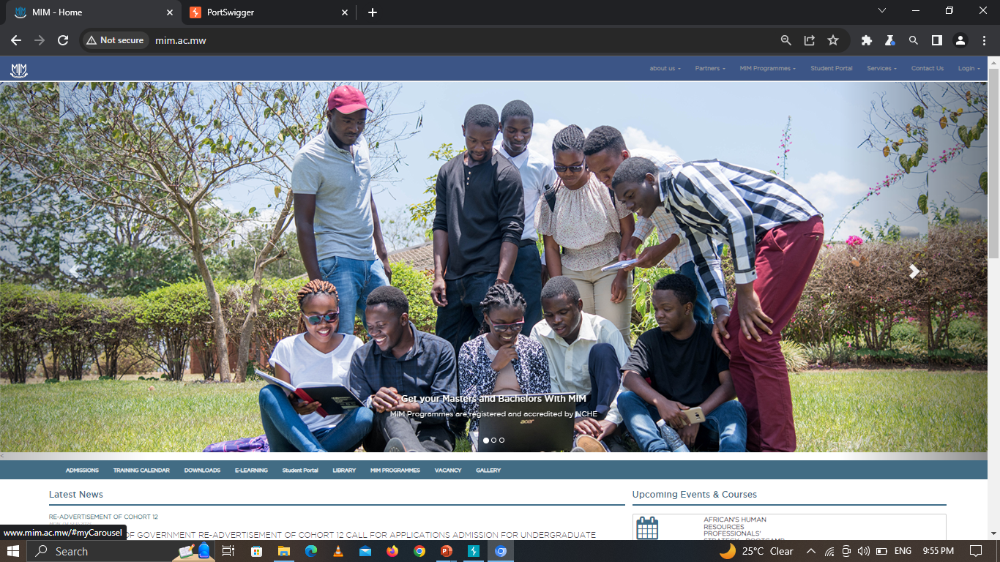 MIM - Home
PortSwigger
Not secure
mim.ac.mw
MIM
about us
Partners
MIM Programmes
Student Portal
Services
Contact Us
Login
acer
Get your Masters and Bachelors With MIM
MIM Programmes are registered and accredited by NCHE
<
ADMISSIONS
TRAINING CALENDAR
DOWNLOADS
E-LEARNING
Student Portal
LIBRARY
MIM PROGRAMMES
VACANCY
GALLERY
Latest News
RE-ADVERTISEMENT OF COHORT 12
OF GOVERNMENT RE-ADVERTISEMENT OF COHORT 12 CALL FOR APPLICATIONS ADMISSION FOR UNDERGRADUATE
Upcoming Events & Courses
AFRICAN'S HUMAN
RESOURCES
PROFESSIONALS'
www.mim.ac.mw/#myCarousel
Search
25°C Clear
ENG
9:55 PM